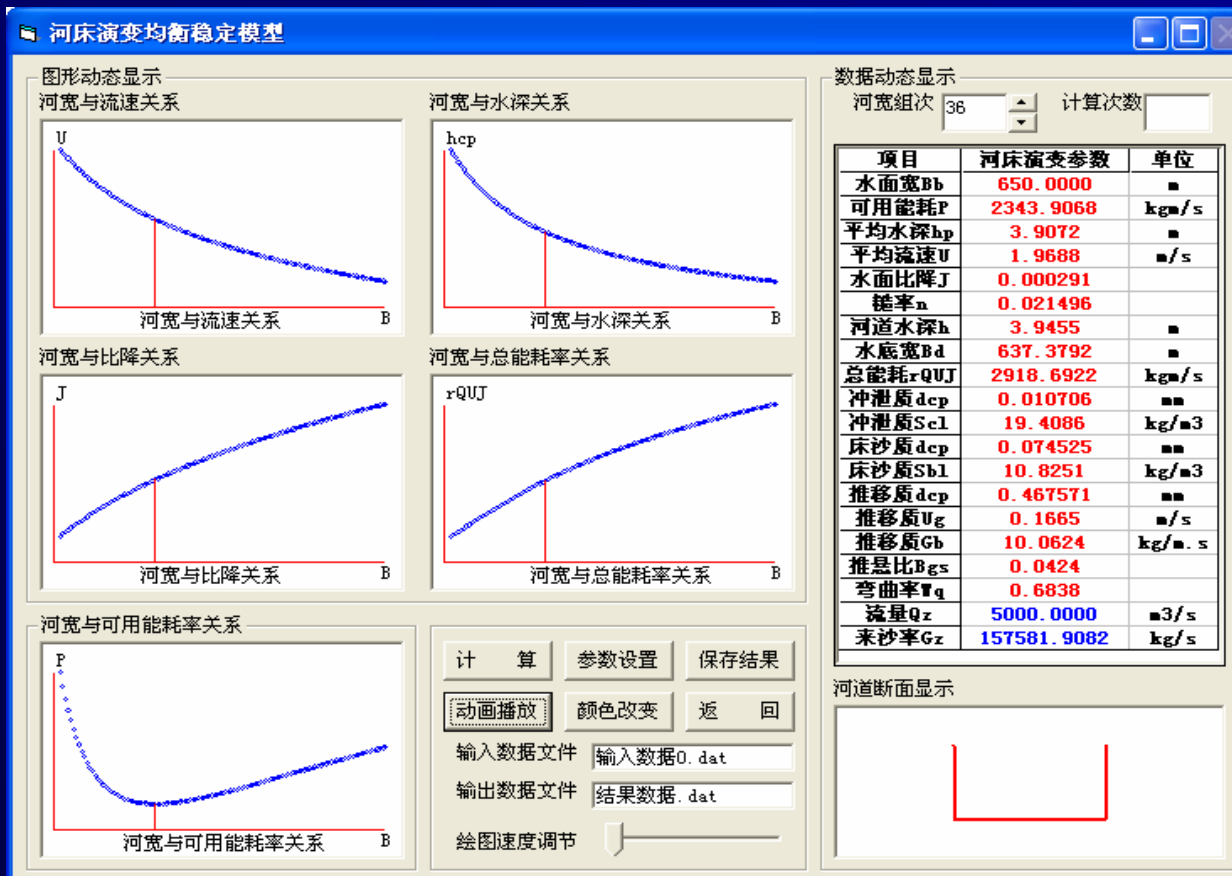 河床演变均衡稳定模型
图形动态显示
河宽与流速关系
U
河宽与流速关系 B
河宽与水深关系
hcp
河宽与水深关系 B
河宽与比降关系
J
河宽与比降关系 B
河宽与总能耗率关系
rQUJ
河宽与总能耗率关系 B
河宽与可用能耗率关系
P
河宽与可用能耗率关系 B
计 算 参数设置 保存结果
动画播放 颜色改变 返 回
输入数据文件 输入数据0.dat
输出数据文件 结果数据.dat
绘图速度调节
数据动态显示
河宽组次 36 计算次数
项目 河床演变参数 单位
水面宽Bb 650.0000 m
可用能耗P 2343.9068 kgm/s
平均水深hp 3.9072 m
平均流速U 1.9688 m/s
水面比降J 0.000291
糙率n 0.021496
河道水深h 3.9455 m
水底宽Bd 637.3792 m
总能耗rQUJ 2918.6922 kgm/s
冲泄质dcp 0.010706 mm
冲泄质Scl 19.4086 kg/m3
床沙质dcp 0.074525 mm
床沙质Sbl 10.8251 kg/m3
推移质dcp 0.467571 mm
推移质Ug 0.1665 m/s
推移质Gb 10.0624 kg/m.s
推悬比Bgs 0.0424
弯曲率Wq 0.6838
流量Qz 5000.0000 m3/s
来沙率Gz 157581.9082 kg/s
河道断面显示